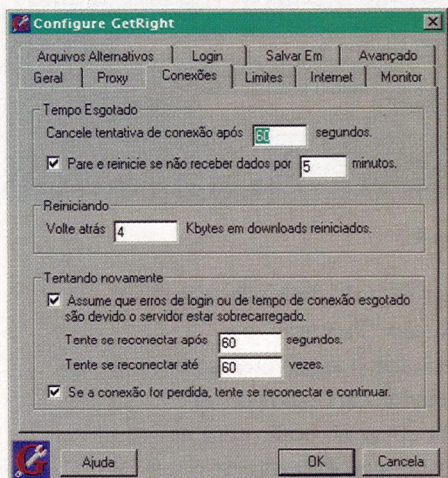 Configure GetRight
Arquivos Alternativos Login Salvar Em Avançado
Geral Proxy Conexões Limites Internet Monitor
Tempo Esgotado
Cancele tentativa de conexão após 60 segundos.
Pare e reinicie se não receber dados por 5 minutos.
Reiniciando
Volte atrás 4 Kbytes em downloads reiniciados.
Tentando novamente
Assume que erros de login ou de tempo de conexão esgotado
são devido o servidor estar sobrecarregado.
Tente se reconectar após 60 segundos.
Tente se reconectar até 60 vezes.
Se a conexão for perdida, tente se reconectar e continuar.
G Ajuda OK Cancela